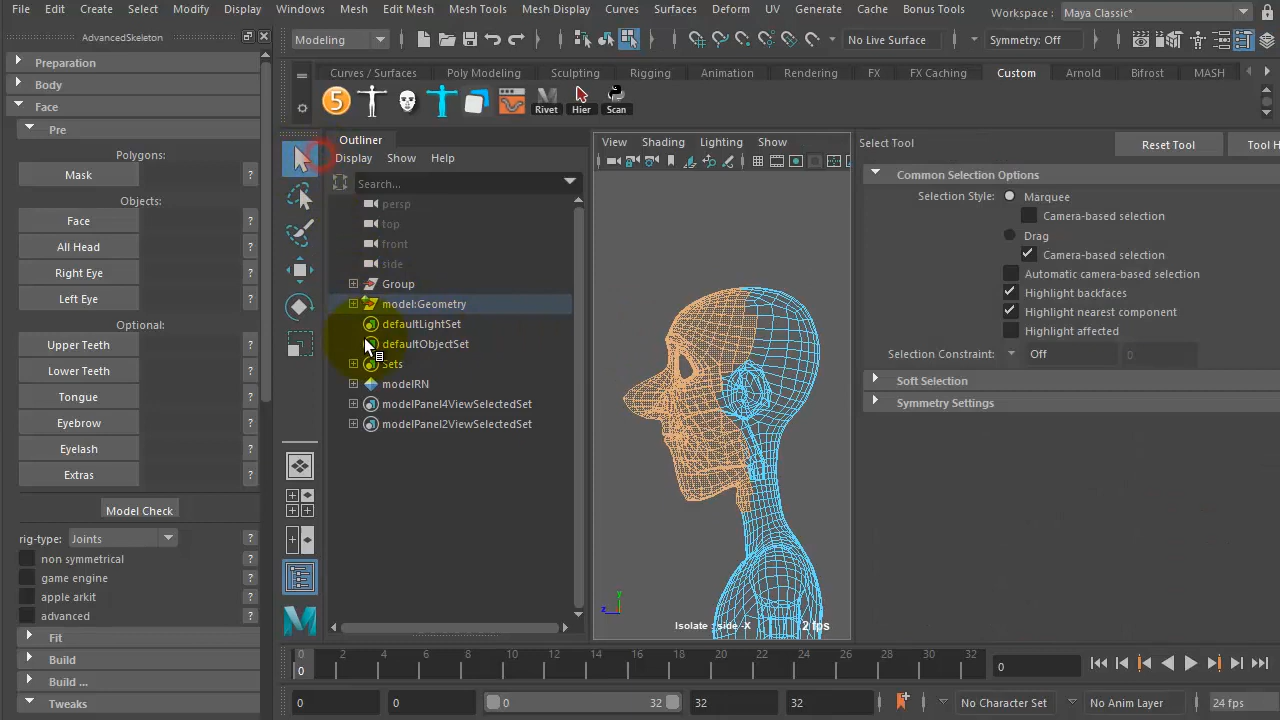 File Edit Create Select Modify Display Windows Mesh Edit Mesh Mesh Tools Mesh Display Curves Surfaces Deform UV Generate Cache Bonus Tools Workspace : Maya Classic*
AdvancedSkeleton
Modeling No Live Surface Symmetry: Off
Preparation
Body
Face
Pre
Polygons:
Mask ?
Objects:
Face ?
All Head ?
Right Eye ?
Left Eye ?
Optional:
Upper Teeth ?
Lower Teeth ?
Tongue ?
Eyebrow ?
Eyelash ?
Extras ?
Model Check
rig-type: Joints ?
non symmetrical ?
game engine ?
apple arkit ?
advanced ?
Fit
Build
Build ...
Tweaks
Curves / Surfaces Poly Modeling Sculpting Rigging Animation Rendering FX FX Caching Custom Arnold Bifrost MASH
5 Rivet Hier Scan
Outliner
Display Show Help
Search...
persp
top
front
side
Group
model:Geometry
defaultLightSet
defaultObjectSet
Sets
modelRN
modelPanel4ViewSelectedSet
modelPanel2ViewSelectedSet
View Shading Lighting Show
y
z
Isolate : side -X 2 fps
Select Tool Reset Tool Tool H
Common Selection Options
Selection Style: Marquee
Camera-based selection
Drag
Camera-based selection
Automatic camera-based selection
Highlight backfaces
Highlight nearest component
Highlight affected
Selection Constraint: Off 0
Soft Selection
Symmetry Settings
0 2 4 6 8 10 12 14 16 18 20 22 24 26 28 30 32
0 0
0 0 0 32 32 32 No Character Set No Anim Layer 24 fps
M